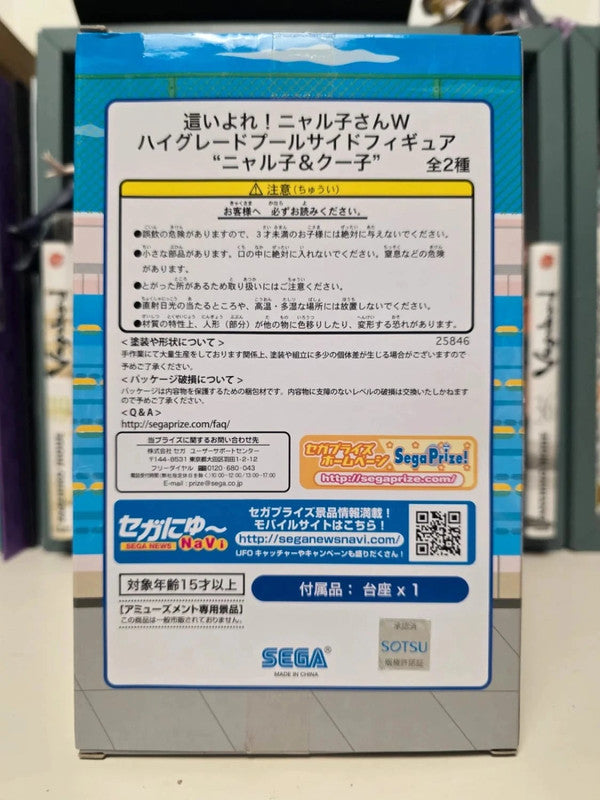 這いよれ!ニャル子さんW
ハイグレードプールサイドフィギュア
“ニャル子&クー子” 全2種
⚠注意(ちゅうい)
お客様へ 必ずお読みください。
●誤飲の危険がありますので、3才未満のお子様には絶対に与えないでください。
●小さな部品があります。口の中に絶対に入れないでください。窒息などの危険
があります。
●とがった所があるため取り扱いにはご注意ください。
●直射日光の当たるところや、高温・多湿な場所には放置しないでください。
●材質の特性上、人形(部分)が他の物に色移りしたり、変形する恐れがあります。
<塗装や形状について> 25846
手作業にて大量生産をしております関係上、塗装や組立に多少の個体差が生じる場合がございますので
予めご了承ください。
<パッケージ破損について>
パッケージは内容物を保護するための梱包材です。内容物に支障のないレベルの破損は交換いたしかねます
ので予めご了承ください。
<Q&A>
http://segaprize.com/faq/
当プライズに関するお問い合わせ先
株式会社 セガ ユーザーサポートセンター
〒144-8531 東京都大田区羽田1-2-12
フリーダイヤル 0120-680-043
E-mail : prize@sega.co.jp
セガプライズ
ホームページ SegaPrize!
http://segaprize.com/
セガにゅ〜
SEGA NEWS NaVi
セガプライズ景品情報満載!
モバイルサイトはこちら!
http://seganewsnavi.com/
UFOキャッチャーやキャンペーンも盛りだくさん!
対象年齢15才以上
付属品:台座 x 1
【アミューズメント専用景品】
この商品は一般市販されておりません。
SEGA
MADE IN CHINA
承認済
SOTSU
版権許諾証